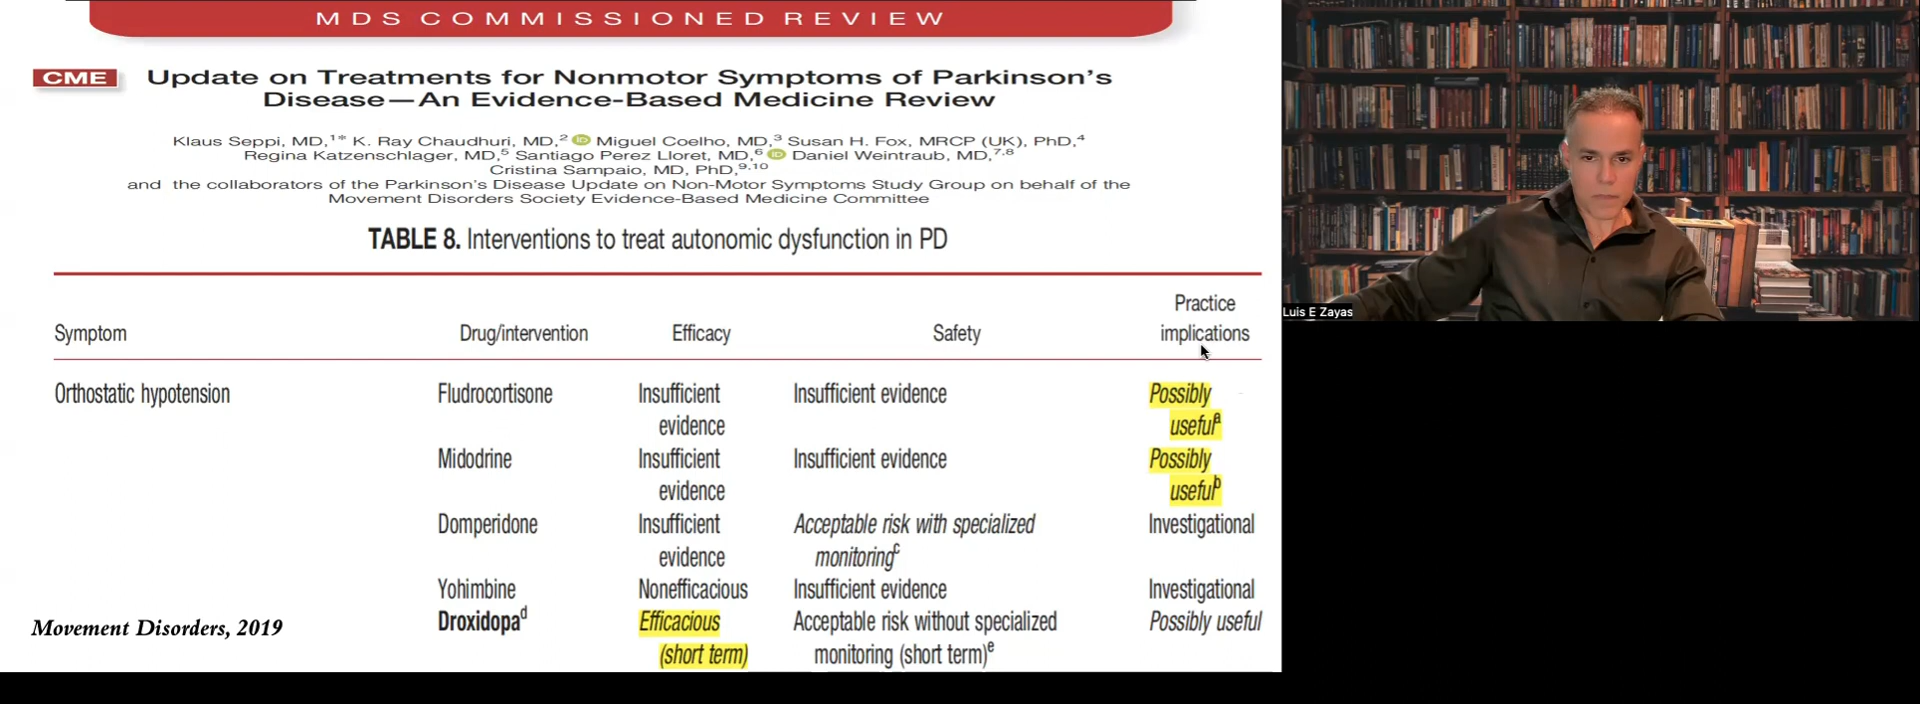 MDS COMMISSIONED REVIEW
CME
Update on Treatments for Nonmotor Symptoms of Parkinson's
Disease—An Evidence-Based Medicine Review
Klaus Seppi, MD,1* K. Ray Chaudhuri, MD,2 iD Miguel Coelho, MD,3 Susan H. Fox, MRCP (UK), PhD,4
Regina Katzenschlager, MD,5 Santiago Perez Lloret, MD,6 iD Daniel Weintraub, MD,7,8
Cristina Sampaio, MD, PhD,9,10
and the collaborators of the Parkinson's Disease Update on Non-Motor Symptoms Study Group on behalf of the
Movement Disorders Society Evidence-Based Medicine Committee
TABLE 8. Interventions to treat autonomic dysfunction in PD
Practice
Symptom Drug/intervention Efficacy Safety implications
Orthostatic hypotension Fludrocortisone Insufficient Insufficient evidence Possibly
evidence usefula
Midodrine Insufficient Insufficient evidence Possibly
evidence usefulb
Domperidone Insufficient Acceptable risk with specialized Investigational
evidence monitoringc
Yohimbine Nonefficacious Insufficient evidence Investigational
Droxidopad Efficacious Acceptable risk without specialized Possibly useful
(short term) monitoring (short term)e
Movement Disorders, 2019
Luis E Zayas